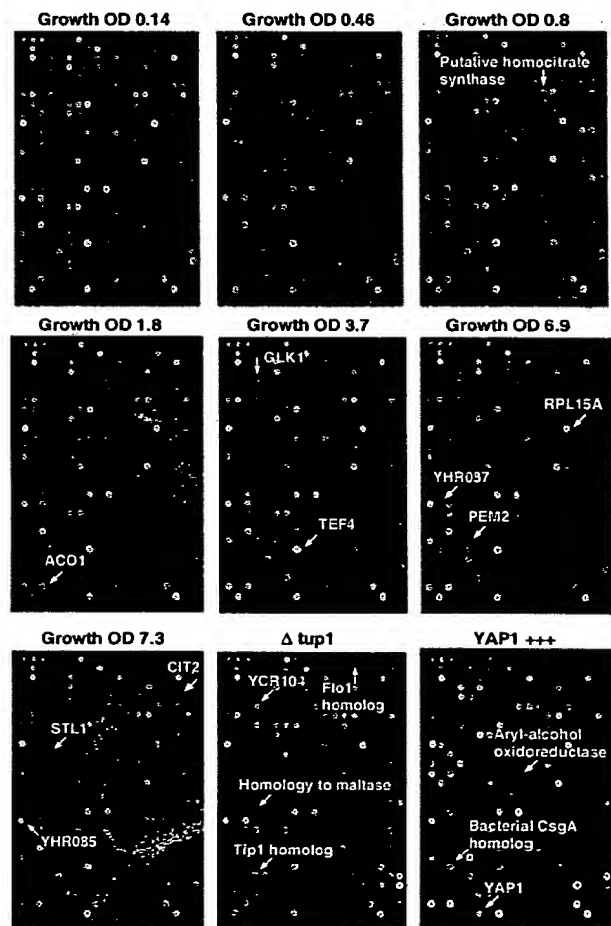 Growth OD 0.14
Growth OD 0.46
Growth OD 0.8
Putative homocitrate
synthase
Growth OD 1.8
Growth OD 3.7
Growth OD 6.9
GLK1
RPL15A
YHR037
PEM2
TEF4
ACO1
Growth OD 7.3
Δ tup1
YAP1 +++
CIT2
YCR104
Flo1
homolog
STL1
Aryl-alcohol
oxidoreductase
Homology to maltase
Bacterial CsgA
homolog
YHR085
Tip1 homolog
YAP1